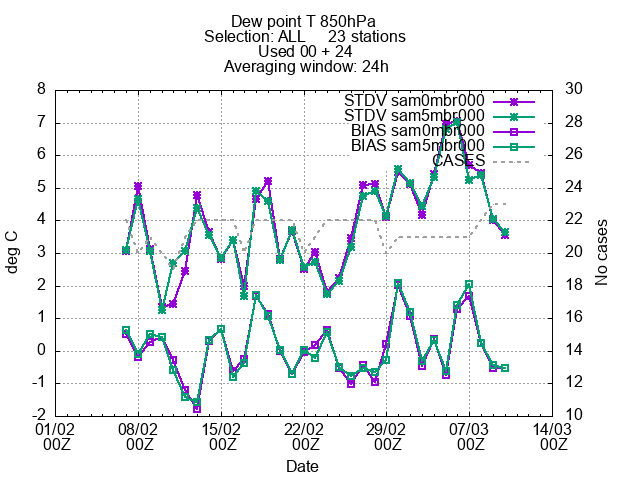 Dew point T 850hPa
Selection: ALL 23 stations
Used 00 + 24
Averaging window: 24h
8 30
STDV sam0mbr000
7 STDV sam5mbr000 28
BIAS sam0mbr000
BIAS sam5mbr000
6 CASES 26
5 24
4 22
3 20
2 18
1 16
0 14
-1 12
-2 10
deg C
No cases
01/02 08/02 15/02 22/02 29/02 07/03 14/03
00Z 00Z 00Z 00Z 00Z 00Z 00Z
Date